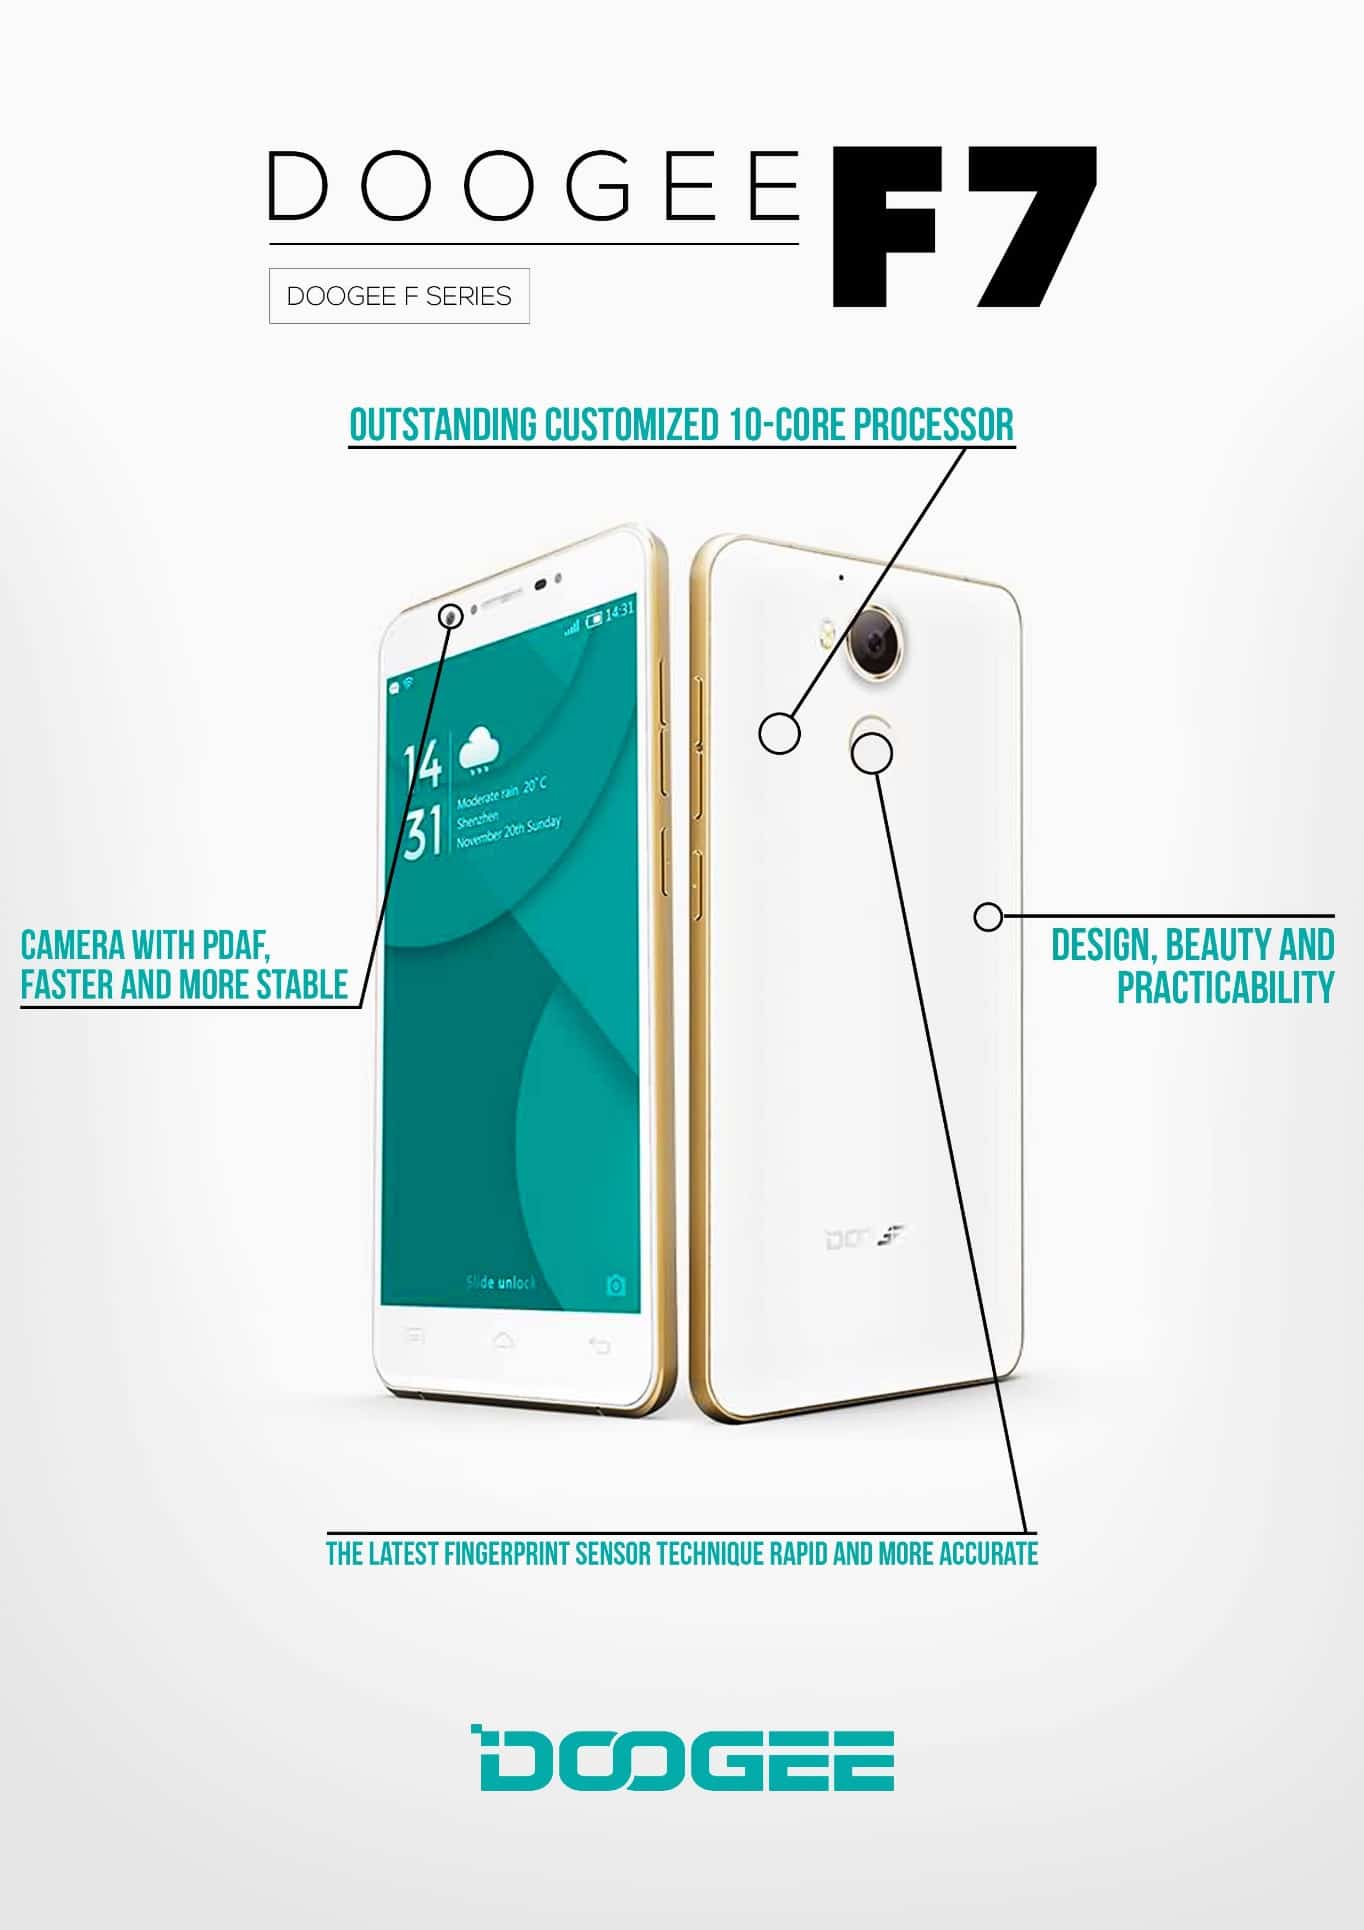 DOOGEE F7
DOOGEE F SERIES
OUTSTANDING CUSTOMIZED 10-CORE PROCESSOR
14:31
14
31
Moderate rain 20°C
Shenzhen
November 20th Sunday
CAMERA WITH PDAF,
FASTER AND MORE STABLE
DESIGN, BEAUTY AND
PRACTICABILITY
Slide unlock
THE LATEST FINGERPRINT SENSOR TECHNIQUE RAPID AND MORE ACCURATE
DOOGEE